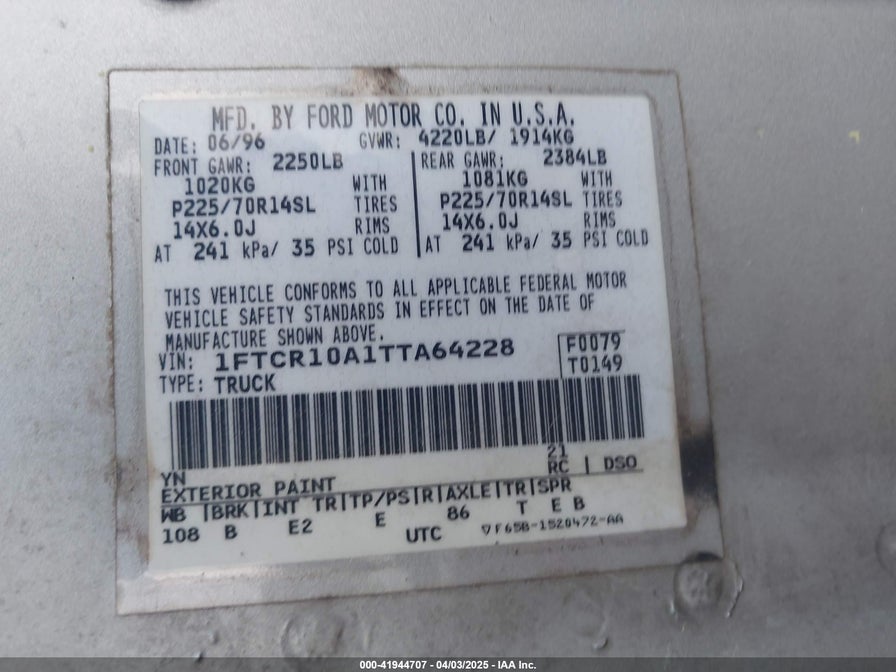 MFD. BY FORD MOTOR CO. IN U.S.A.
DATE: 06/96 GVWR: 4220LB/ 1914KG
FRONT GAWR: 2250LB
1020KG WITH
P225/70R14SL TIRES
14X6.0J RIMS
AT 241 kPa/ 35 PSI COLD
REAR GAWR: 2384LB
1081KG WITH
P225/70R14SL TIRES
14X6.0J RIMS
AT 241 kPa/ 35 PSI COLD
THIS VEHICLE CONFORMS TO ALL APPLICABLE FEDERAL MOTOR
VEHICLE SAFETY STANDARDS IN EFFECT ON THE DATE OF
MANUFACTURE SHOWN ABOVE.
VIN: 1FTCR10A1TTA64228
TYPE: TRUCK
F0079
T0149
21
YN RC | DSO
EXTERIOR PAINT
WB |BRK|INT TR|TP/PS|R|AXLE|TR|SPR
108 B E2 E 86 T E B
UTC 7F65B-1520472-AA
000-41944707 - 04/03/2025 - IAA Inc.